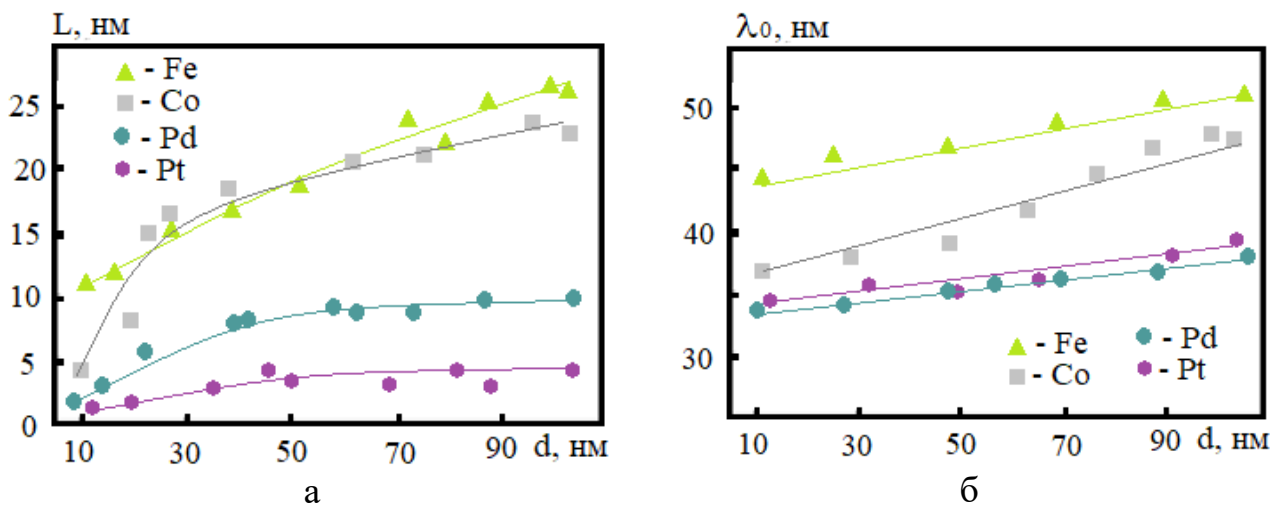 L, нм
25
20
15
10
5
0
- Fe
- Co
- Pd
- Pt
10 30 50 70 90 d, нм
а
λ0, нм
50
40
30
- Fe
- Co
- Pd
- Pt
10 30 50 70 90 d, нм
б